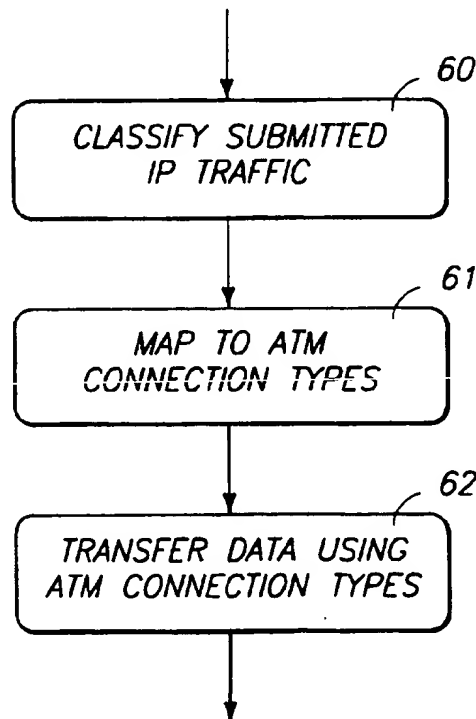 60
CLASSIFY SUBMITTED
IP TRAFFIC
61
MAP TO ATM
CONNECTION TYPES
62
TRANSFER DATA USING
ATM CONNECTION TYPES